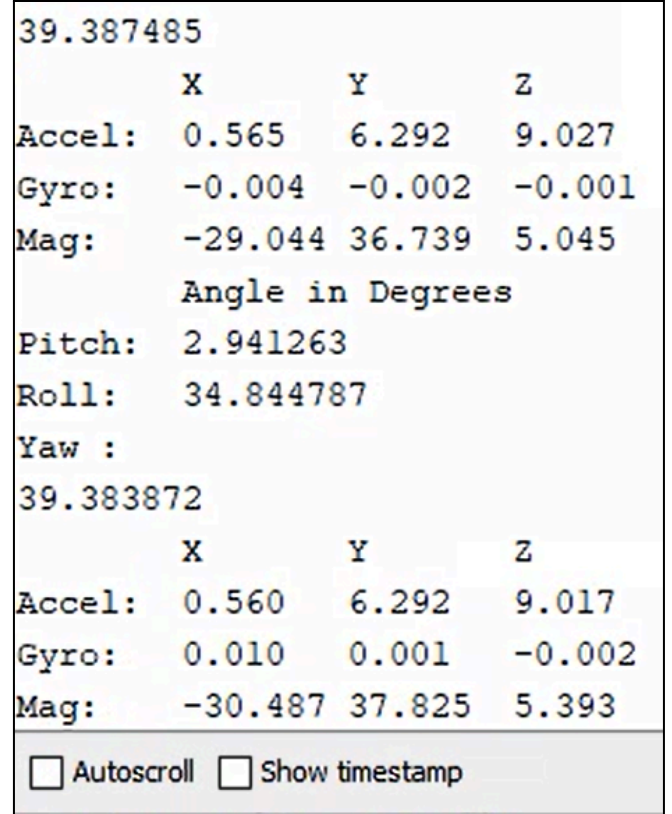 39.387485
X Y Z
Accel: 0.565 6.292 9.027
Gyro: -0.004 -0.002 -0.001
Mag: -29.044 36.739 5.045
Angle in Degrees
Pitch: 2.941263
Roll: 34.844787
Yaw :
39.383872
X Y Z
Accel: 0.560 6.292 9.017
Gyro: 0.010 0.001 -0.002
Mag: -30.487 37.825 5.393
Autoscroll Show timestamp